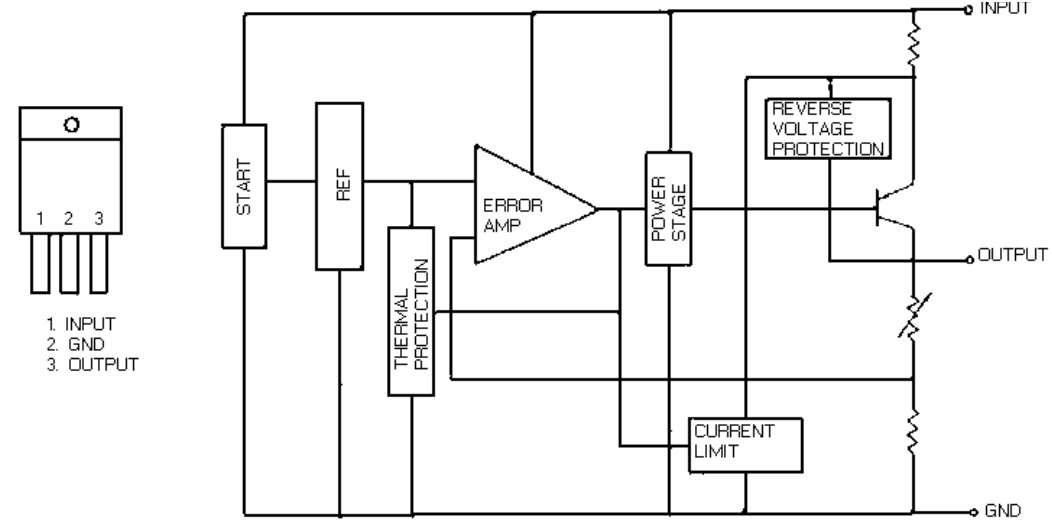 1 2 3
1. INPUT
2. GND
3. OUTPUT
START
REF
THERMAL
PROTECTION
ERROR
AMP
POWER
STAGE
REVERSE
VOLTAGE
PROTECTION
CURRENT
LIMIT
INPUT
OUTPUT
GND